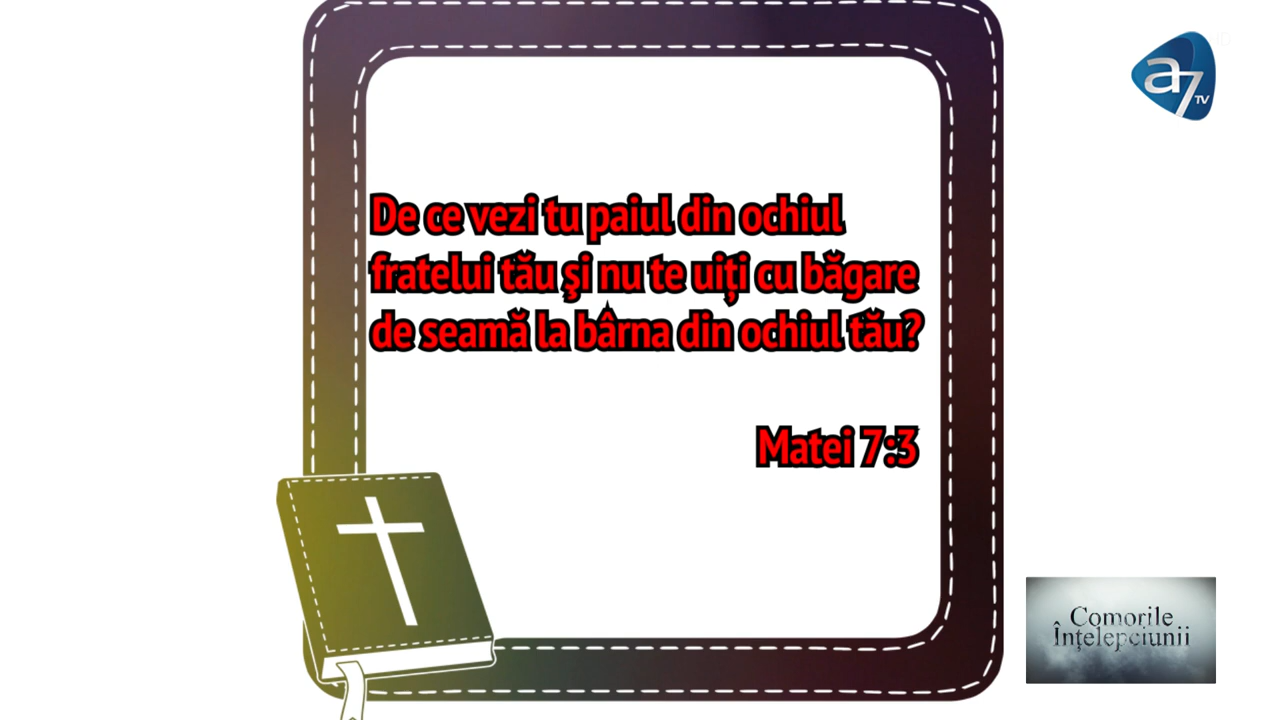 a7 TV
De ce vezi tu paiul din ochiul
fratelui tău şi nu te uiți cu băgare
de seamă la bârna din ochiul tău?
Matei 7:3
Comorile
Înţelepciunii